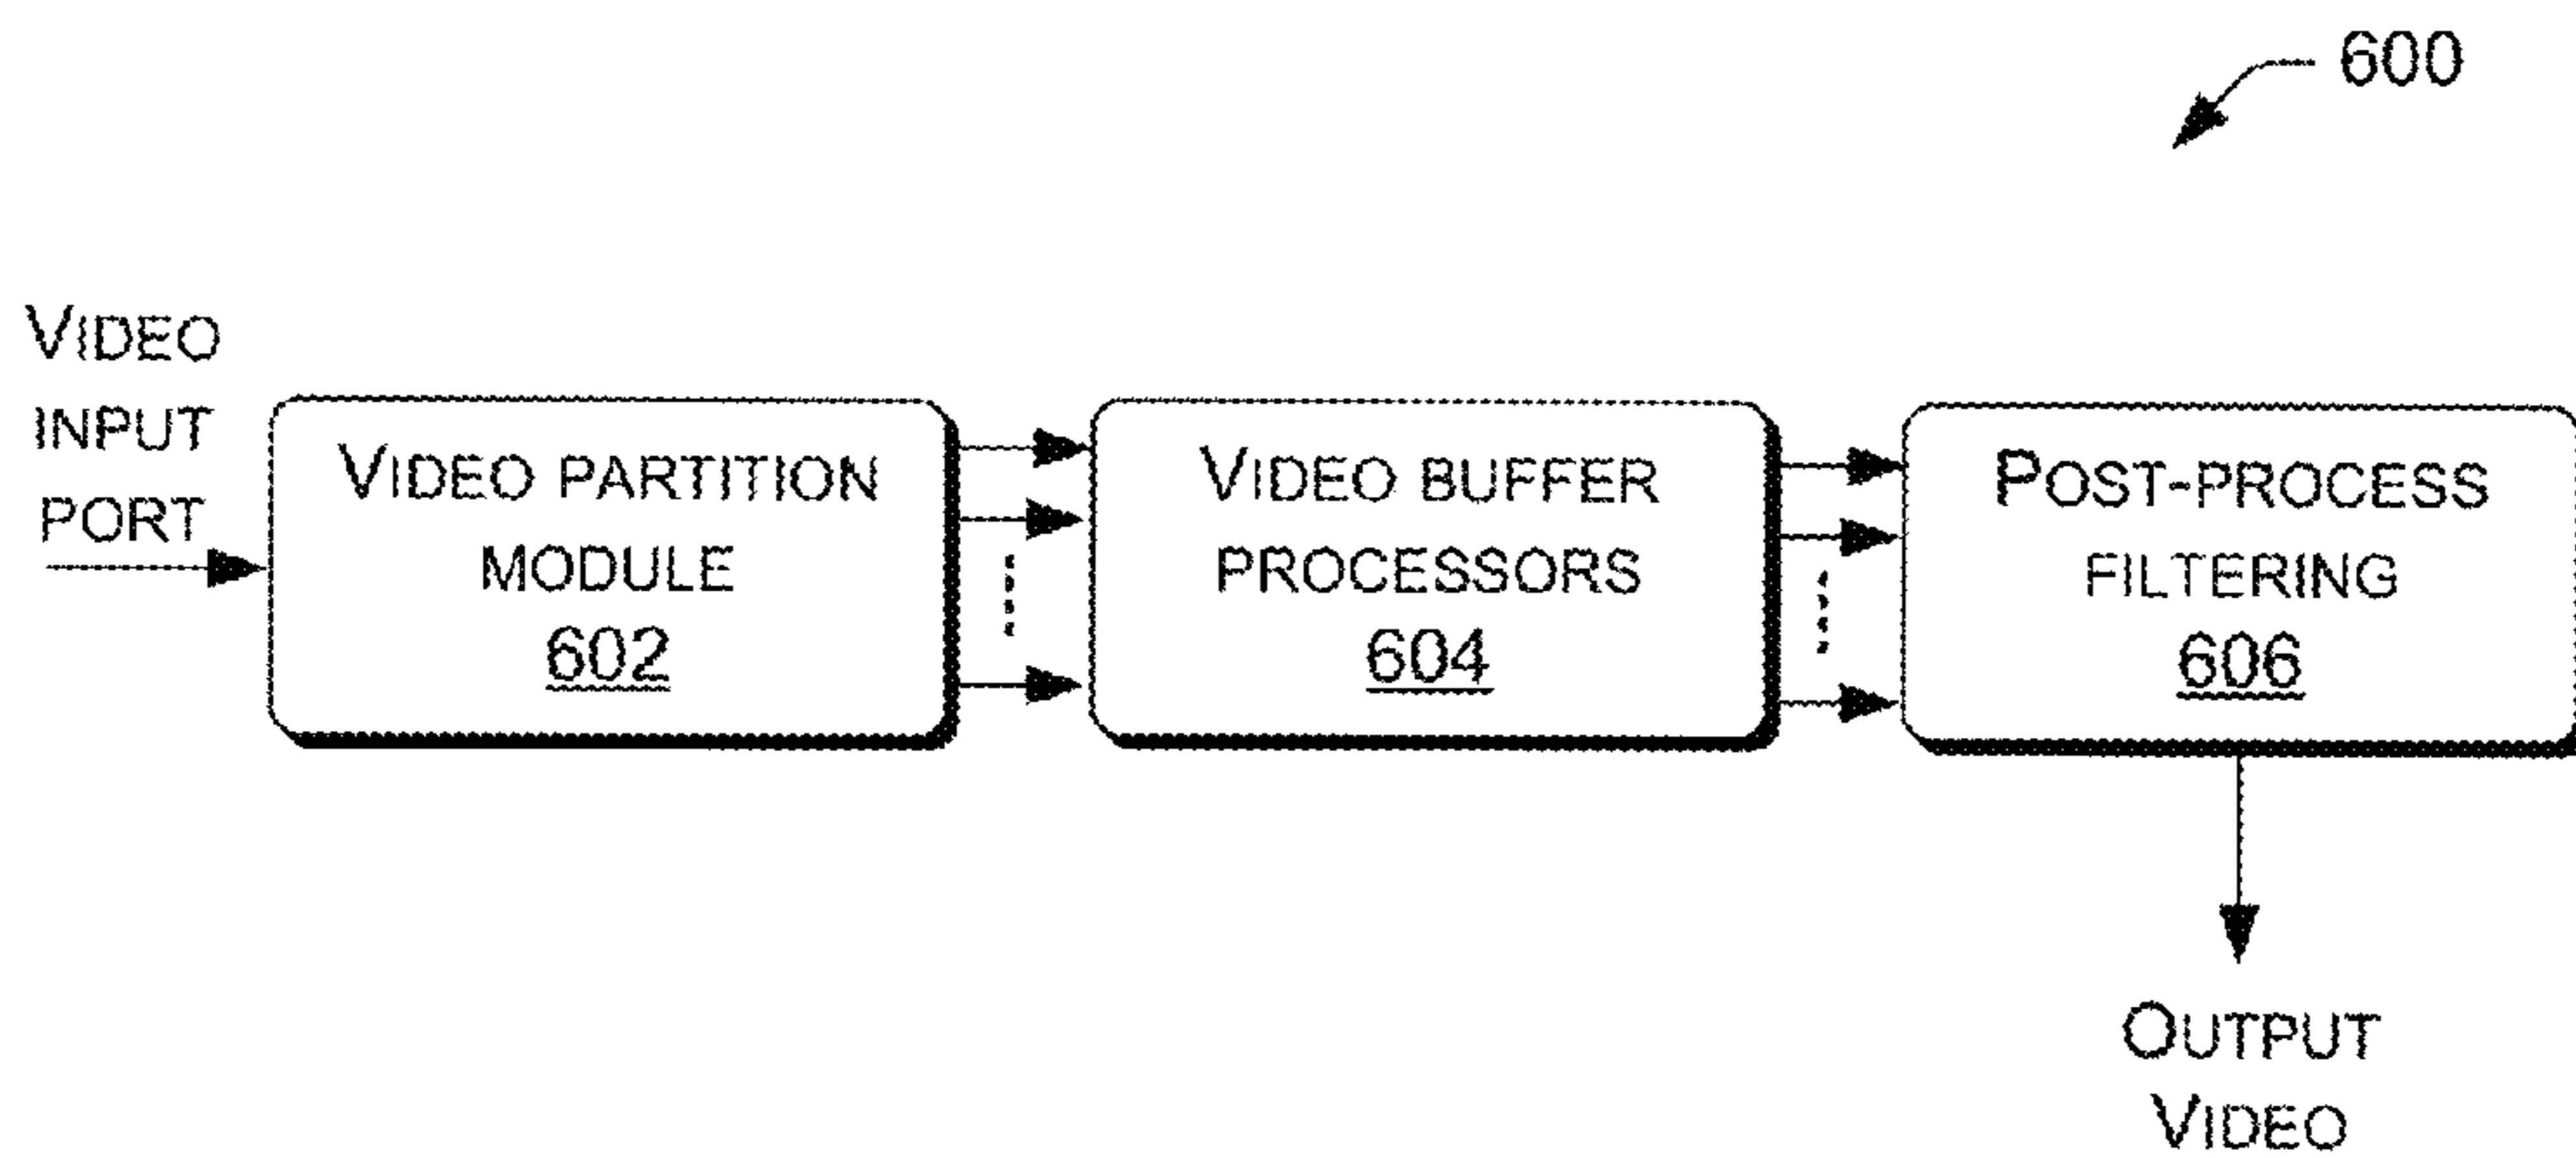 600
VIDEO
INPUT
PORT
VIDEO PARTITION
MODULE
602
VIDEO BUFFER
PROCESSORS
604
POST-PROCESS
FILTERING
606
OUTPUT
VIDEO